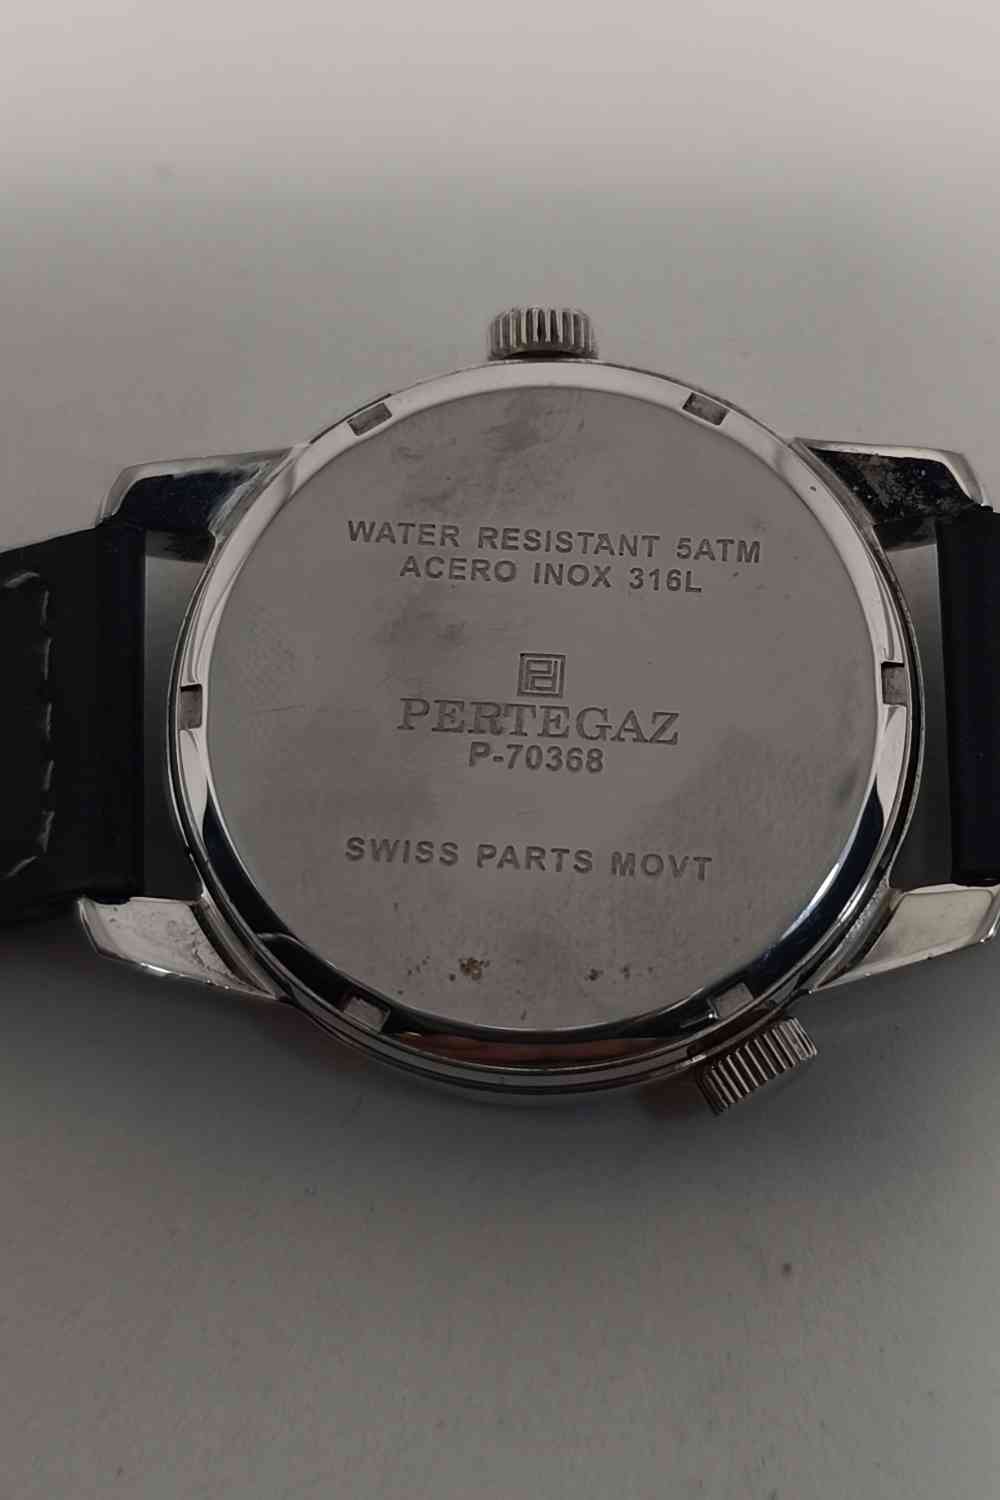 WATER RESISTANT 5ATM
ACERO INOX 316L
PERTEGAZ
P-70368
SWISS PARTS MOVT